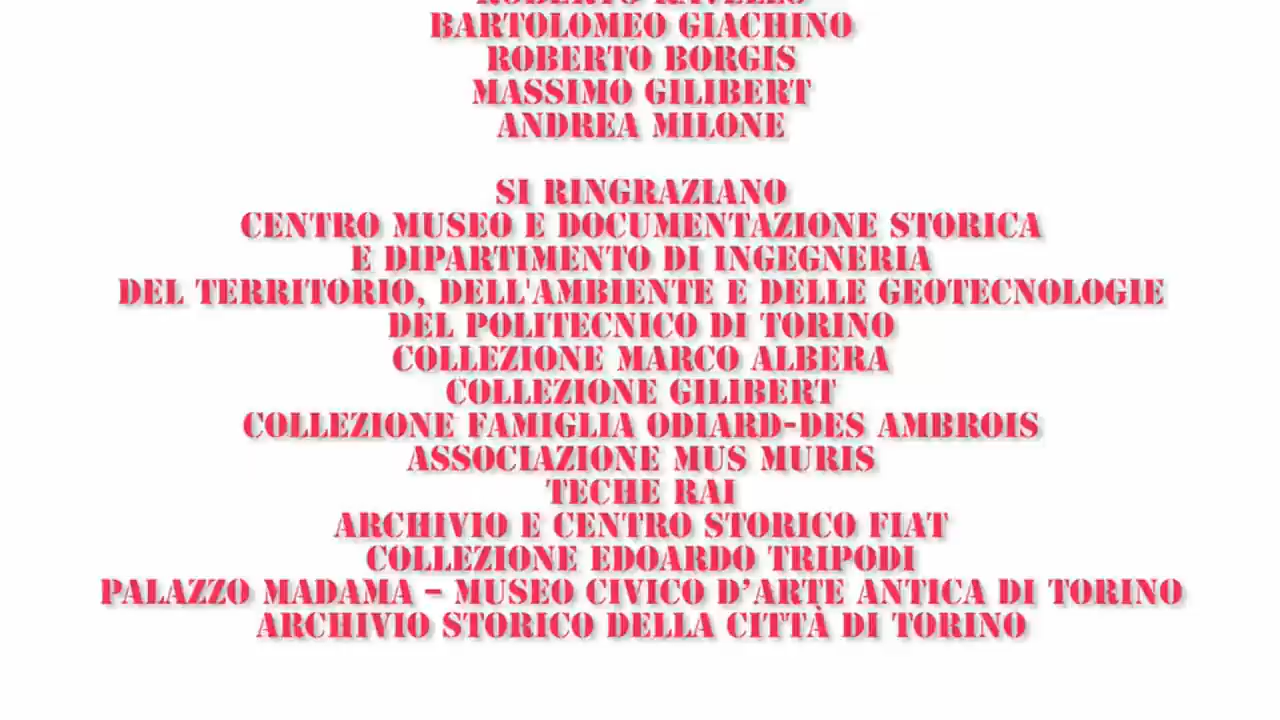 ROBERTO RAVELLO
BARTOLOMEO GIACHINO
ROBERTO BORGIS
MASSIMO GILIBERT
ANDREA MILONE
SI RINGRAZIANO
CENTRO MUSEO E DOCUMENTAZIONE STORICA
E DIPARTIMENTO DI INGEGNERIA
DEL TERRITORIO, DELL'AMBIENTE E DELLE GEOTECNOLOGIE
DEL POLITECNICO DI TORINO
COLLEZIONE MARCO ALBERA
COLLEZIONE GILIBERT
COLLEZIONE FAMIGLIA ODIARD-DES AMBROIS
ASSOCIAZIONE MUS MURIS
TECHE RAI
ARCHIVIO E CENTRO STORICO FIAT
COLLEZIONE EDOARDO TRIPODI
PALAZZO MADAMA – MUSEO CIVICO D’ARTE ANTICA DI TORINO
ARCHIVIO STORICO DELLA CITTÀ DI TORINO